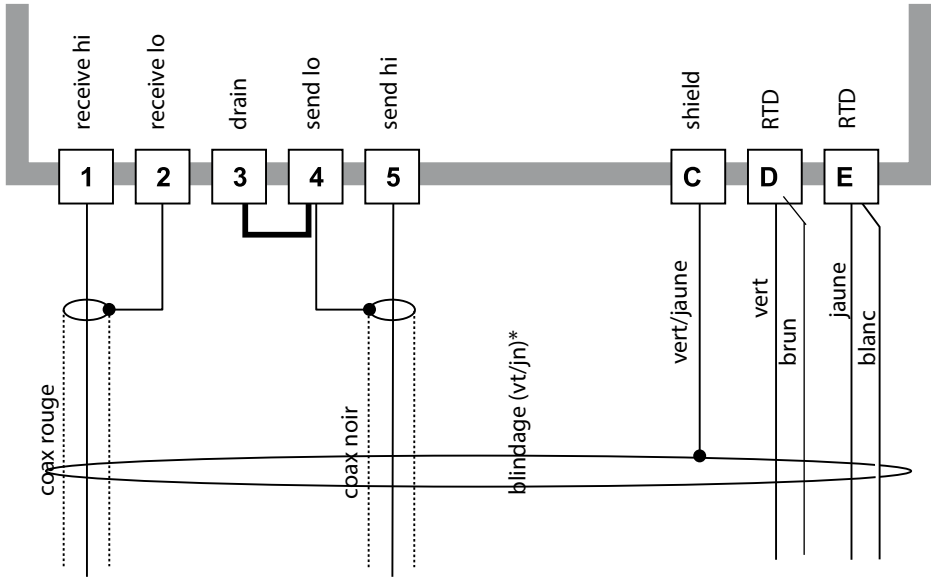 receive hi
receive lo
drain
send lo
send hi
shield
RTD
RTD
1
2
3
4
5
C
D
E
vert/jaune
vert
brun
jaune
blanc
coax rouge
coax noir
blindage (vt/jn)*